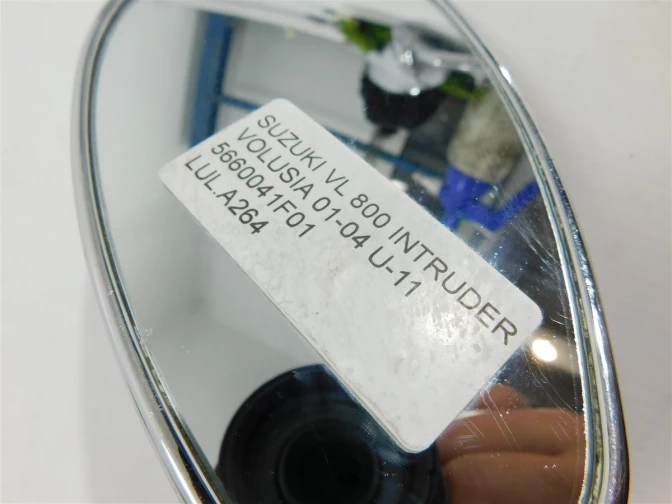 SUZUKI VL 800 INTRUDER
VOLUSIA 01-04 U-11
5660041F01
LUL.A264